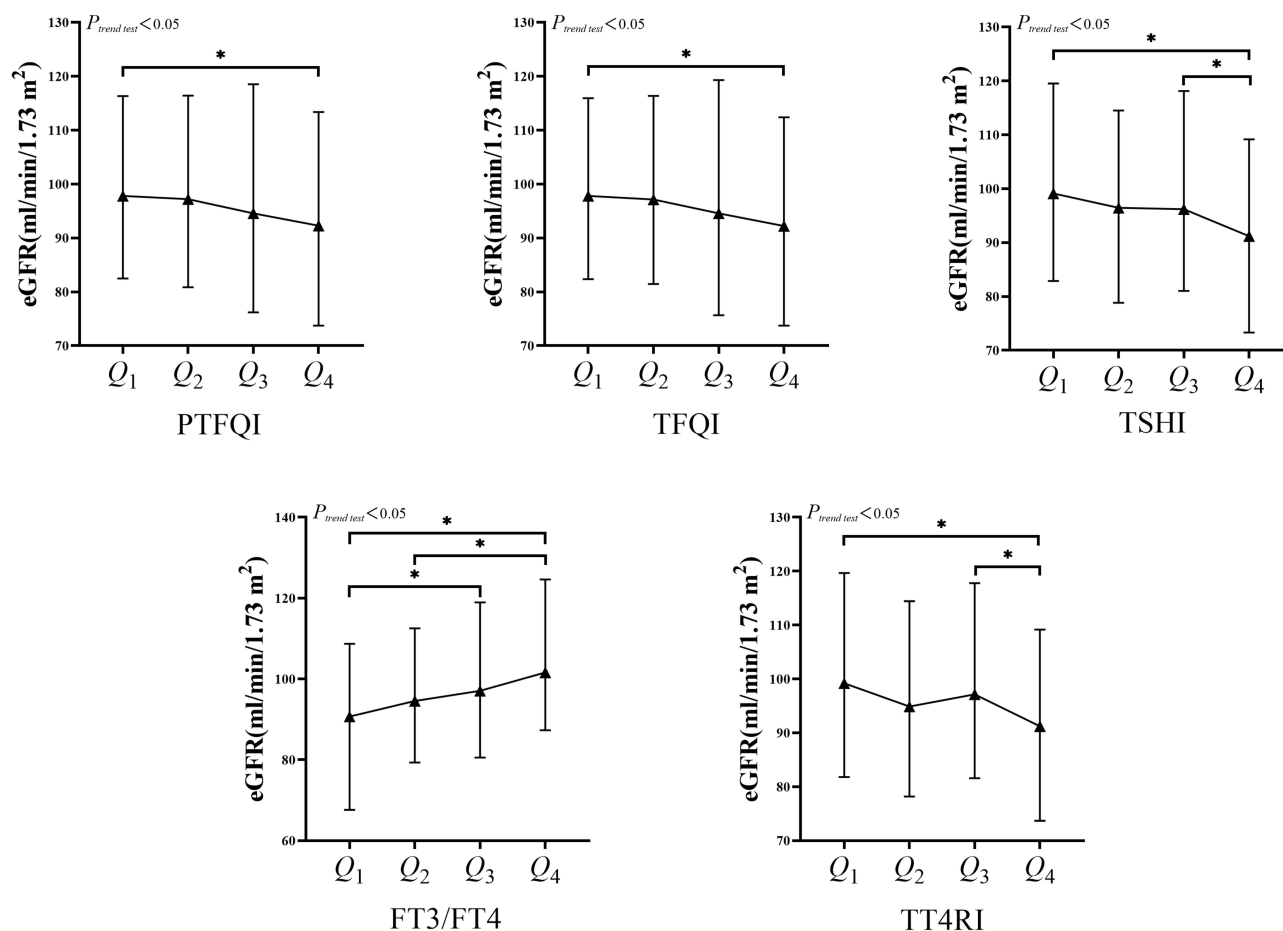 P trend test<0.05
*
eGFR(ml/min/1.73 m²)
130
120
110
100
90
80
70
Q1 Q2 Q3 Q4
PTFQI
P trend test<0.05
*
eGFR(ml/min/1.73 m²)
130
120
110
100
90
80
70
Q1 Q2 Q3 Q4
TFQI
P trend test<0.05
*
*
eGFR(ml/min/1.73 m²)
130
120
110
100
90
80
70
Q1 Q2 Q3 Q4
TSHI
P trend test<0.05
*
*
*
eGFR(ml/min/1.73 m²)
140
120
100
80
60
Q1 Q2 Q3 Q4
FT3/FT4
P trend test<0.05
*
*
eGFR(ml/min/1.73 m²)
130
120
110
100
90
80
70
Q1 Q2 Q3 Q4
TT4RI